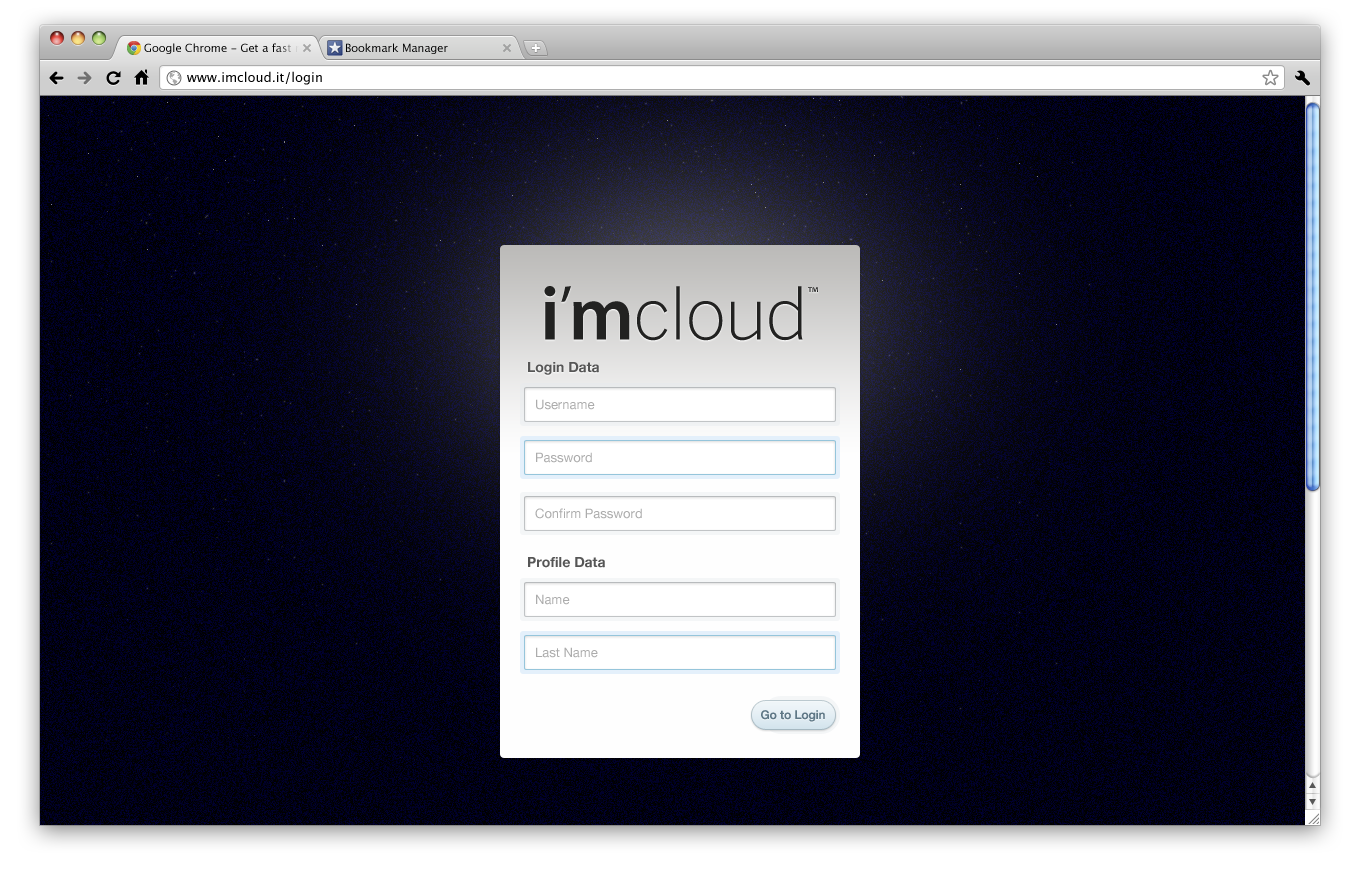 Google Chrome – Get a fast
Bookmark Manager
www.imcloud.it/login
i'mcloud™
Login Data
Username
Password
Confirm Password
Profile Data
Name
Last Name
Go to Login